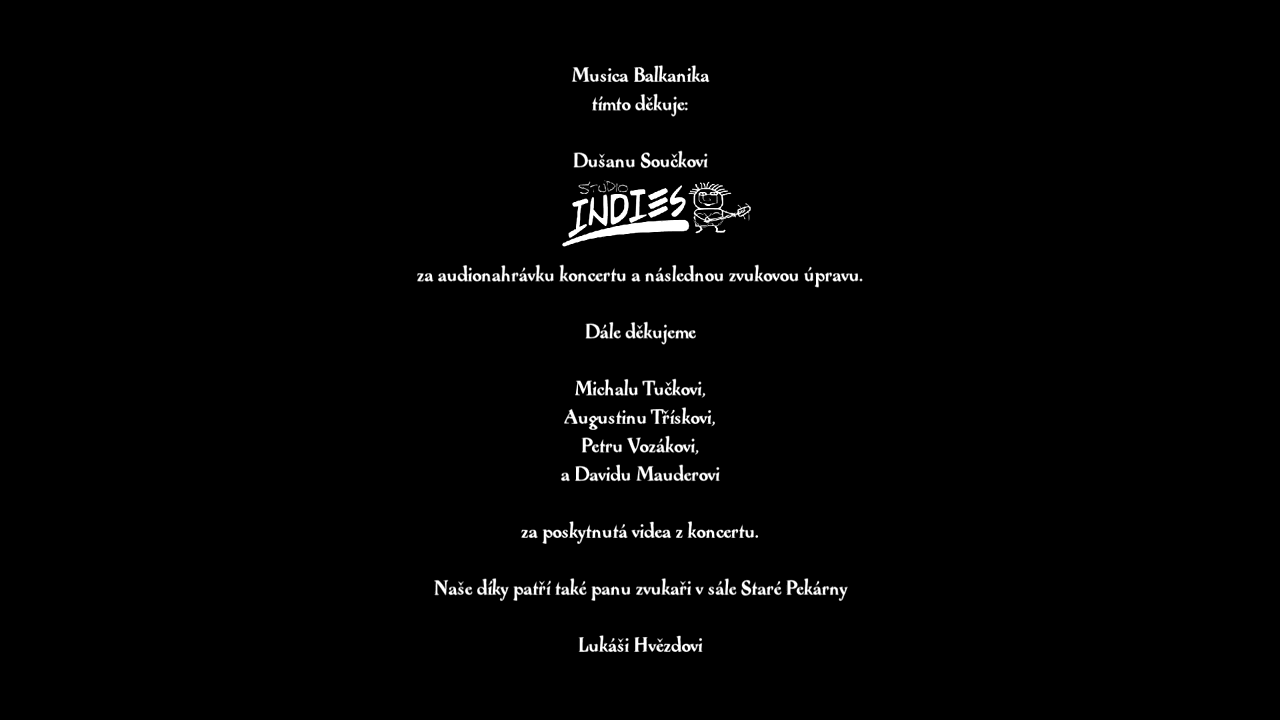 Musica Balkanika
tímto děkuje:
Dušanu Součkovi
STUDIO
INDIES
za audionahrávku koncertu a následnou zvukovou úpravu.
Dále děkujeme
Michalu Tučkovi,
Augustinu Třískovi,
Petru Vozákovi,
a Davidu Mauderovi
za poskytnutá videa z koncertu.
Naše díky patří také panu zvukaři v sále Staré Pekárny
Lukáši Hvězdovi